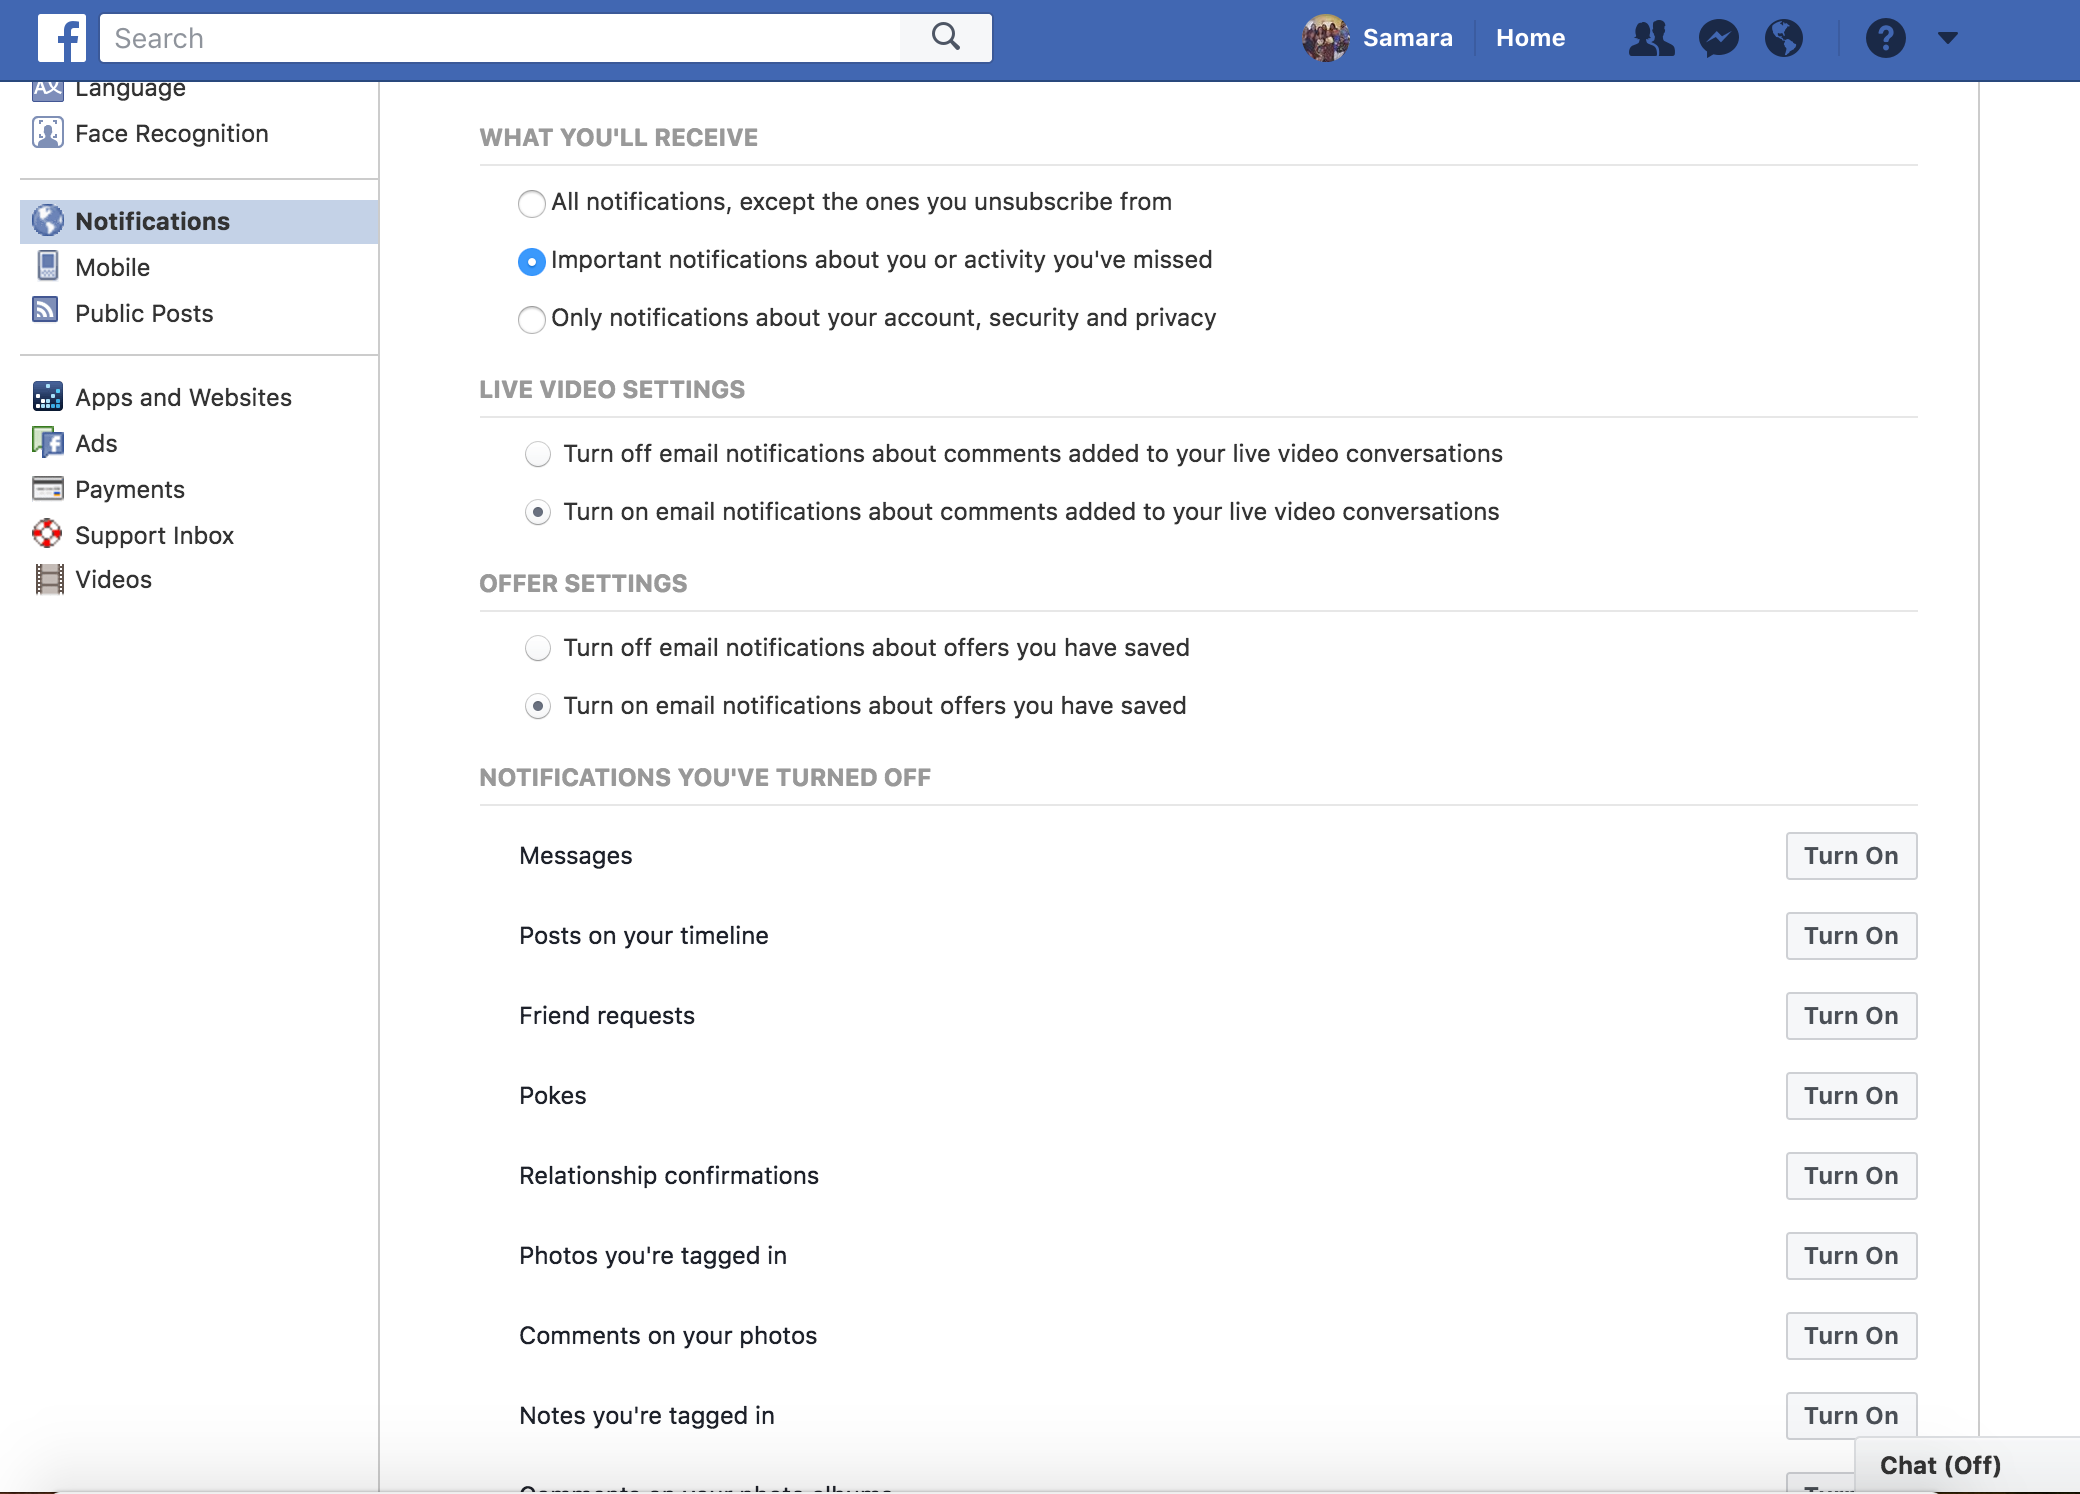 Search
Samara
Home
Language
Face Recognition
Notifications
Mobile
Public Posts
Apps and Websites
Ads
Payments
Support Inbox
Videos
WHAT YOU'LL RECEIVE
All notifications, except the ones you unsubscribe from
Important notifications about you or activity you've missed
Only notifications about your account, security and privacy
LIVE VIDEO SETTINGS
Turn off email notifications about comments added to your live video conversations
Turn on email notifications about comments added to your live video conversations
OFFER SETTINGS
Turn off email notifications about offers you have saved
Turn on email notifications about offers you have saved
NOTIFICATIONS YOU'VE TURNED OFF
Messages Turn On
Posts on your timeline Turn On
Friend requests Turn On
Pokes Turn On
Relationship confirmations Turn On
Photos you're tagged in Turn On
Comments on your photos Turn On
Notes you're tagged in Turn On
Comments on your photo albums Turn
Chat (Off)